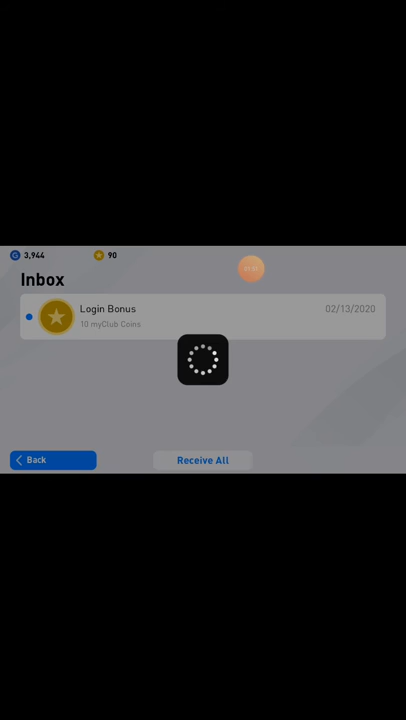 G 3,944 90
Inbox
Login Bonus 02/13/2020
10 myClub Coins
Back Receive All